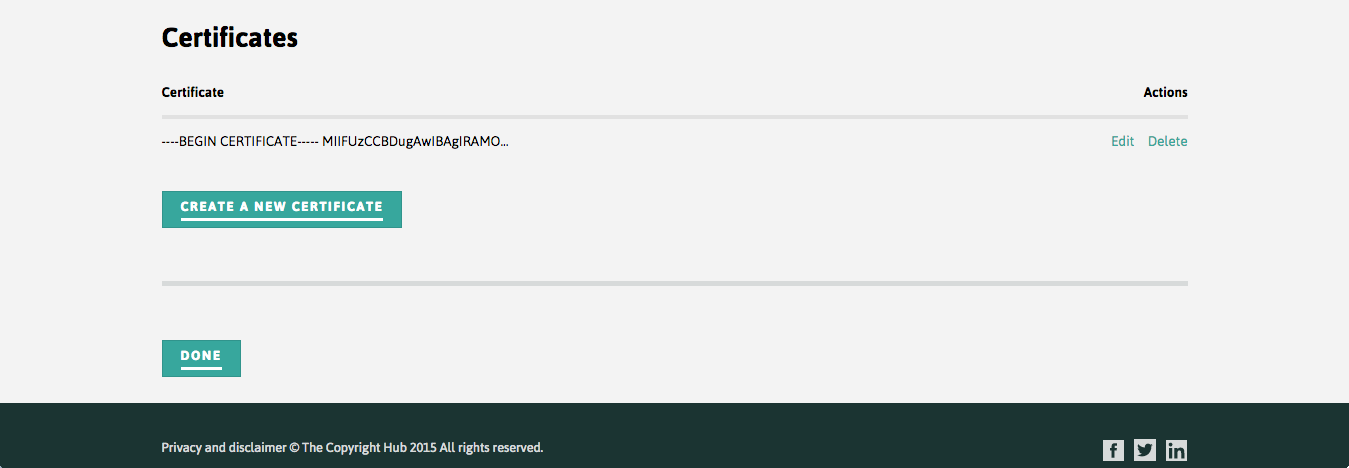 Certificates
Certificate Actions
----BEGIN CERTIFICATE----- MIIFUzCCBDugAwIBAgIRAMO... Edit Delete
CREATE A NEW CERTIFICATE
DONE
Privacy and disclaimer © The Copyright Hub 2015 All rights reserved.